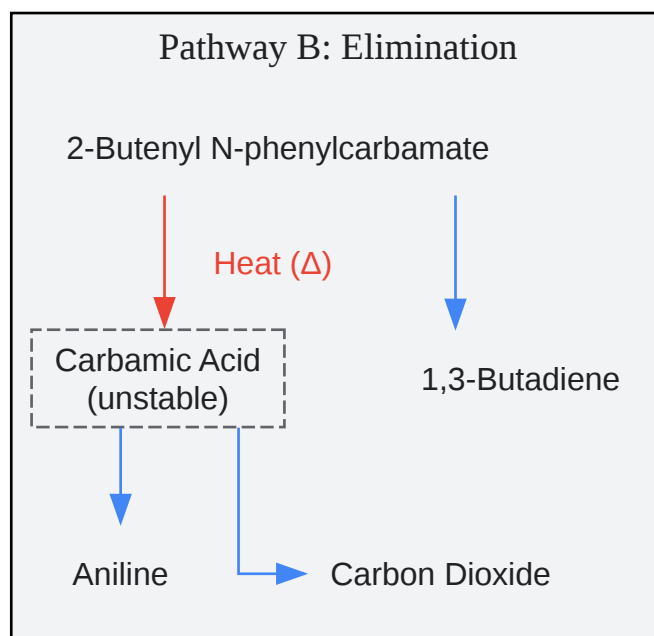 Pathway B: Elimination
2-Butenyl N-phenylcarbamate
Heat (Δ)
Carbamic Acid
(unstable)
1,3-Butadiene
Aniline
Carbon Dioxide